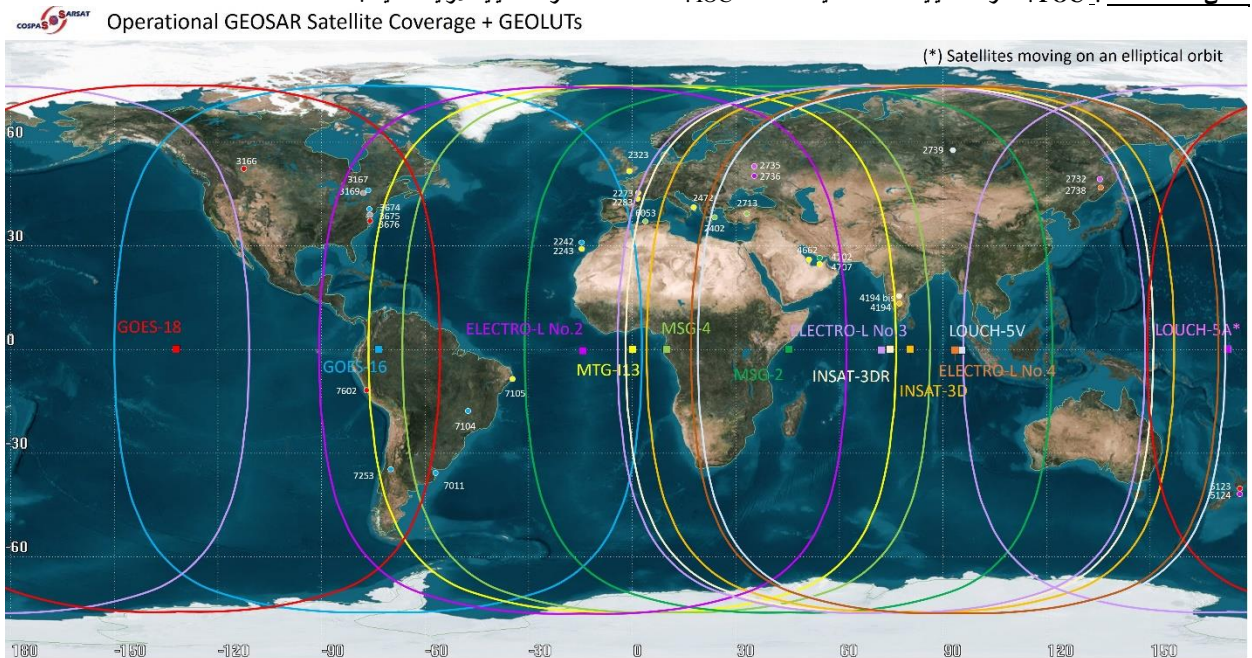 COSPAS SARSAT
Operational GEOSAR Satellite Coverage + GEOLUTs
(*) Satellites moving on an elliptical orbit
60
3166
3167
3169
3674
3675
3676
2323
2273
2283
6053
2472
2402
2713
2735
2736
2739
2732
2738
30
2242
2243
4662
4702
4707
4194 bis
4194
GOES-18
ELECTRO-L No.2
MSG-4
ELECTRO-L No.3
LOUCH-5V
LOUCH-5A*
0
GOES-16
MTG-I13
MSG-2
INSAT-3DR
ELECTRO-L No.4
INSAT-3D
7602
7105
7104
-30
7253
7011
5123
5124
-60
180 -150 -120 -90 -60 -30 0 30 60 90 120 150 180